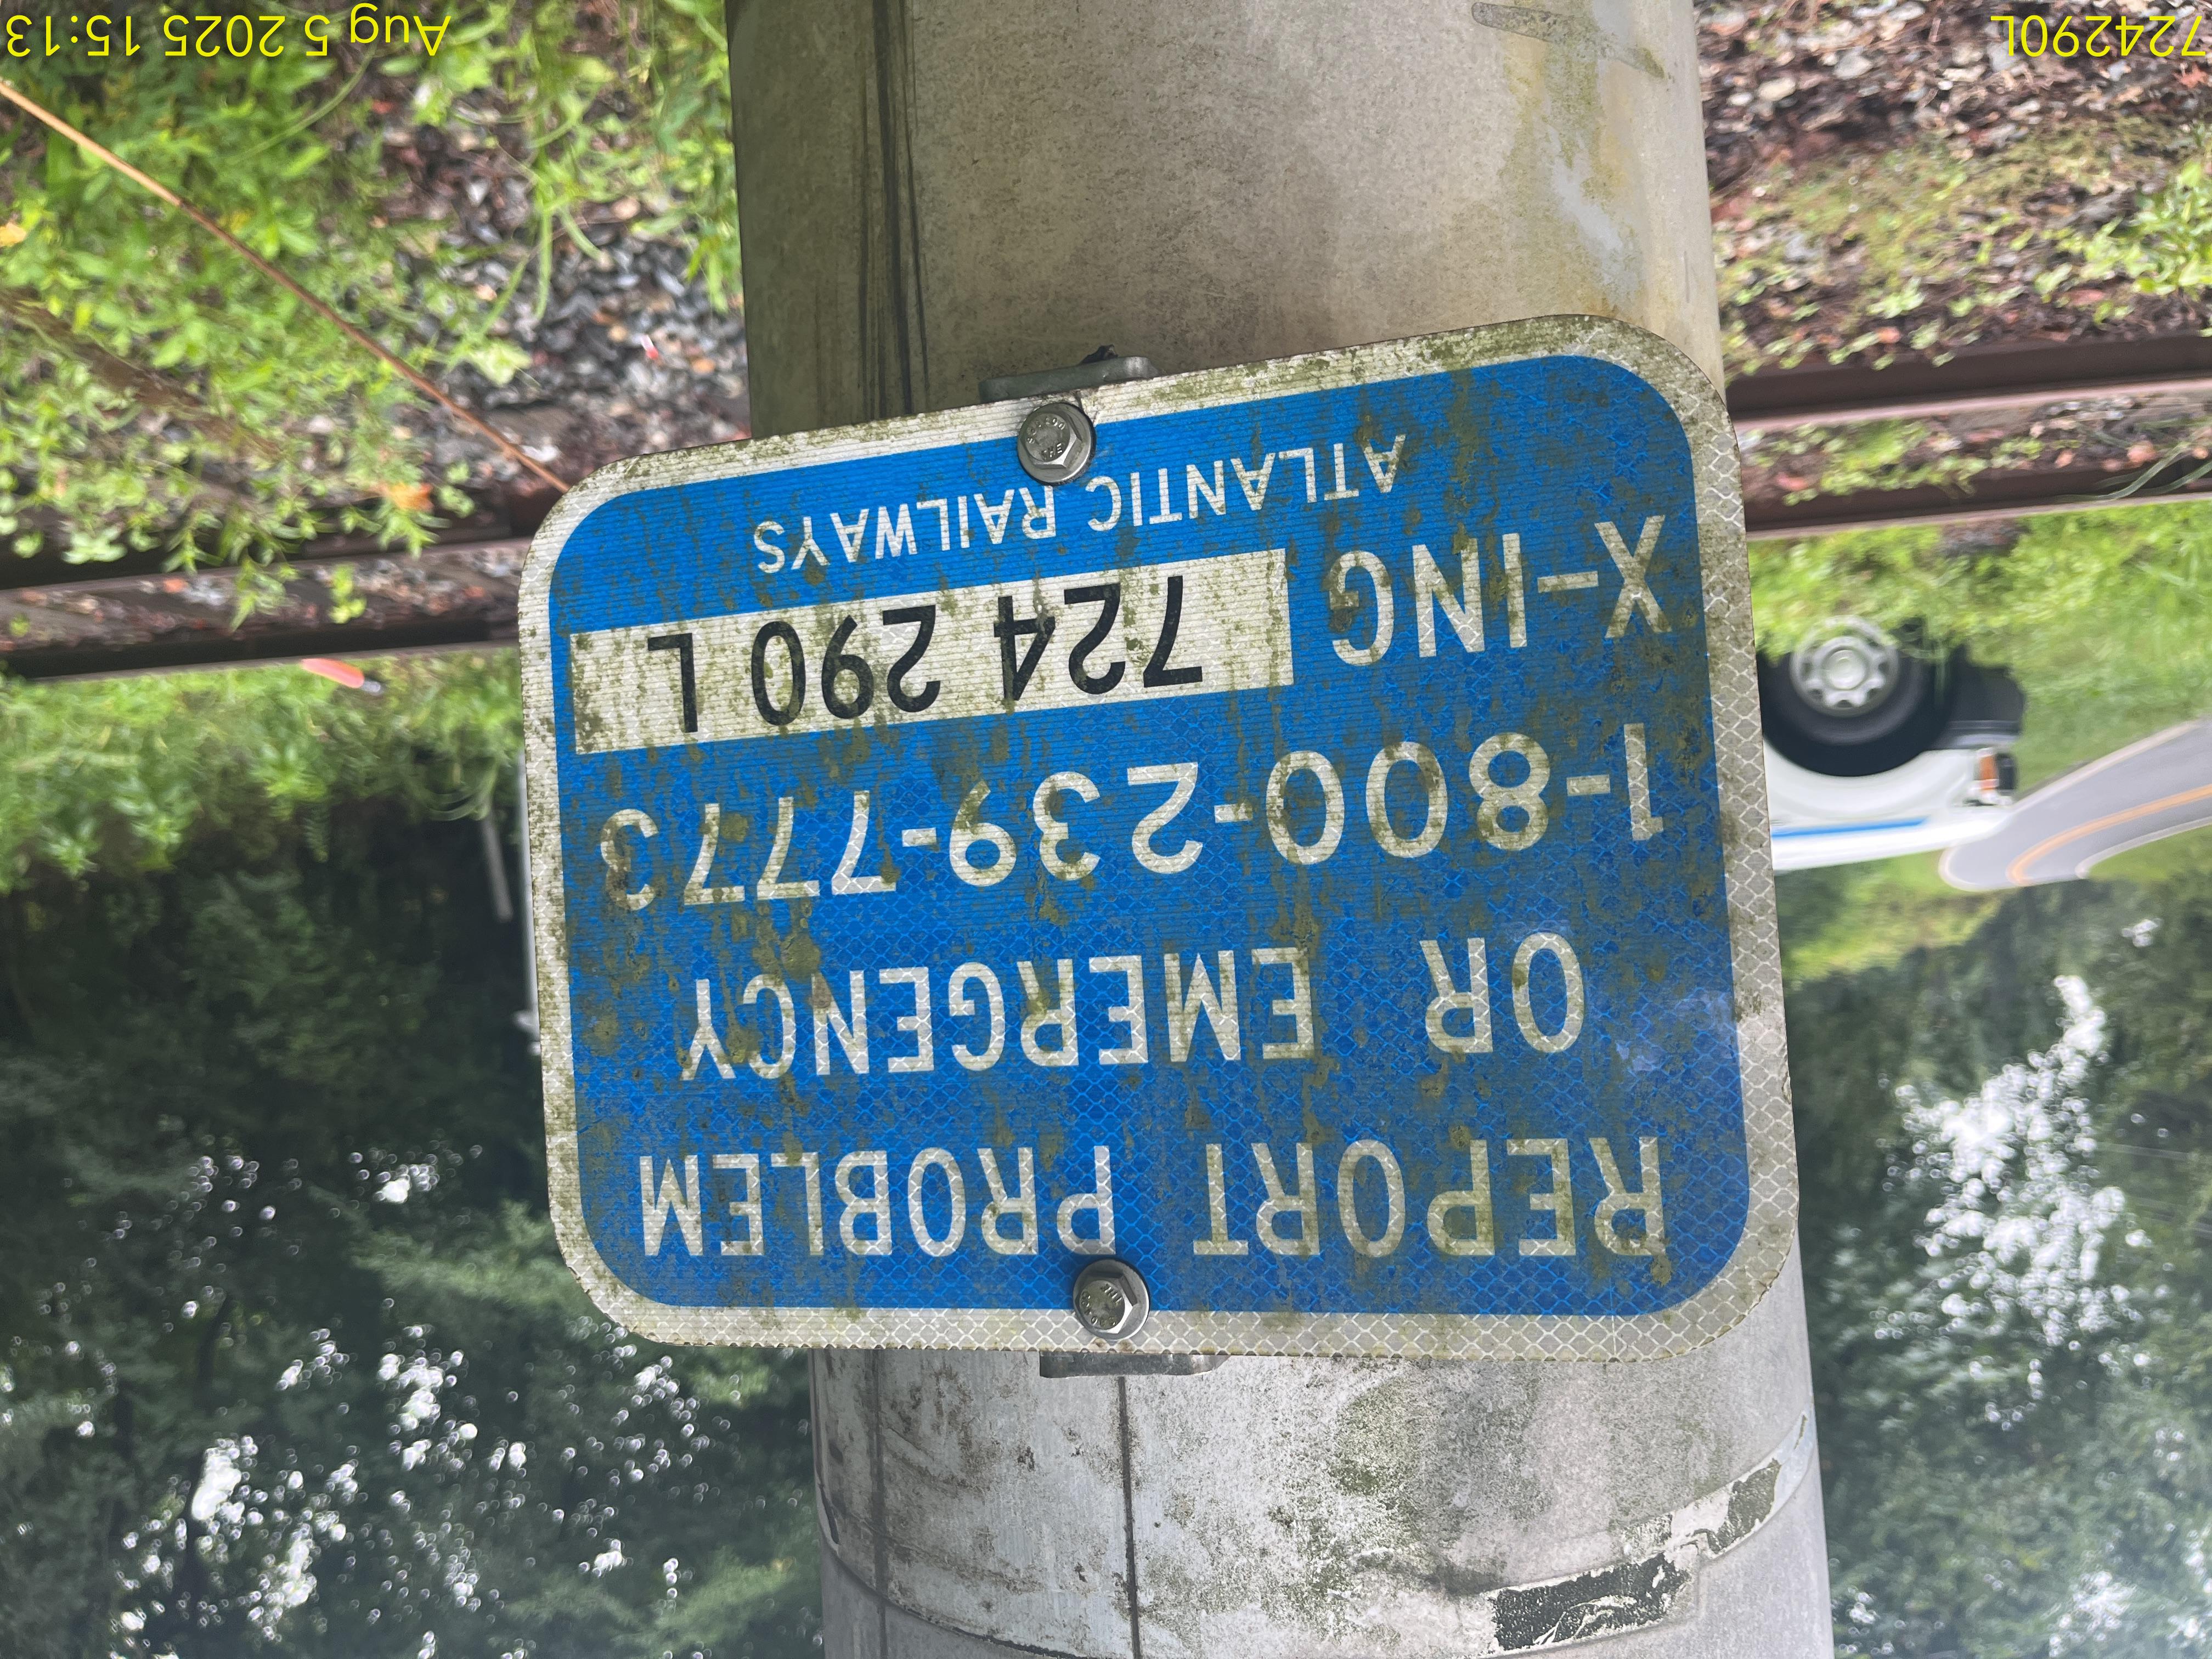 REPORT PROBLEM
OR EMERGENCY
1-800-239-7773
X-ING 724 290 L
ATLANTIC RAILWAYS
724290L
Aug 5 2025 15:13